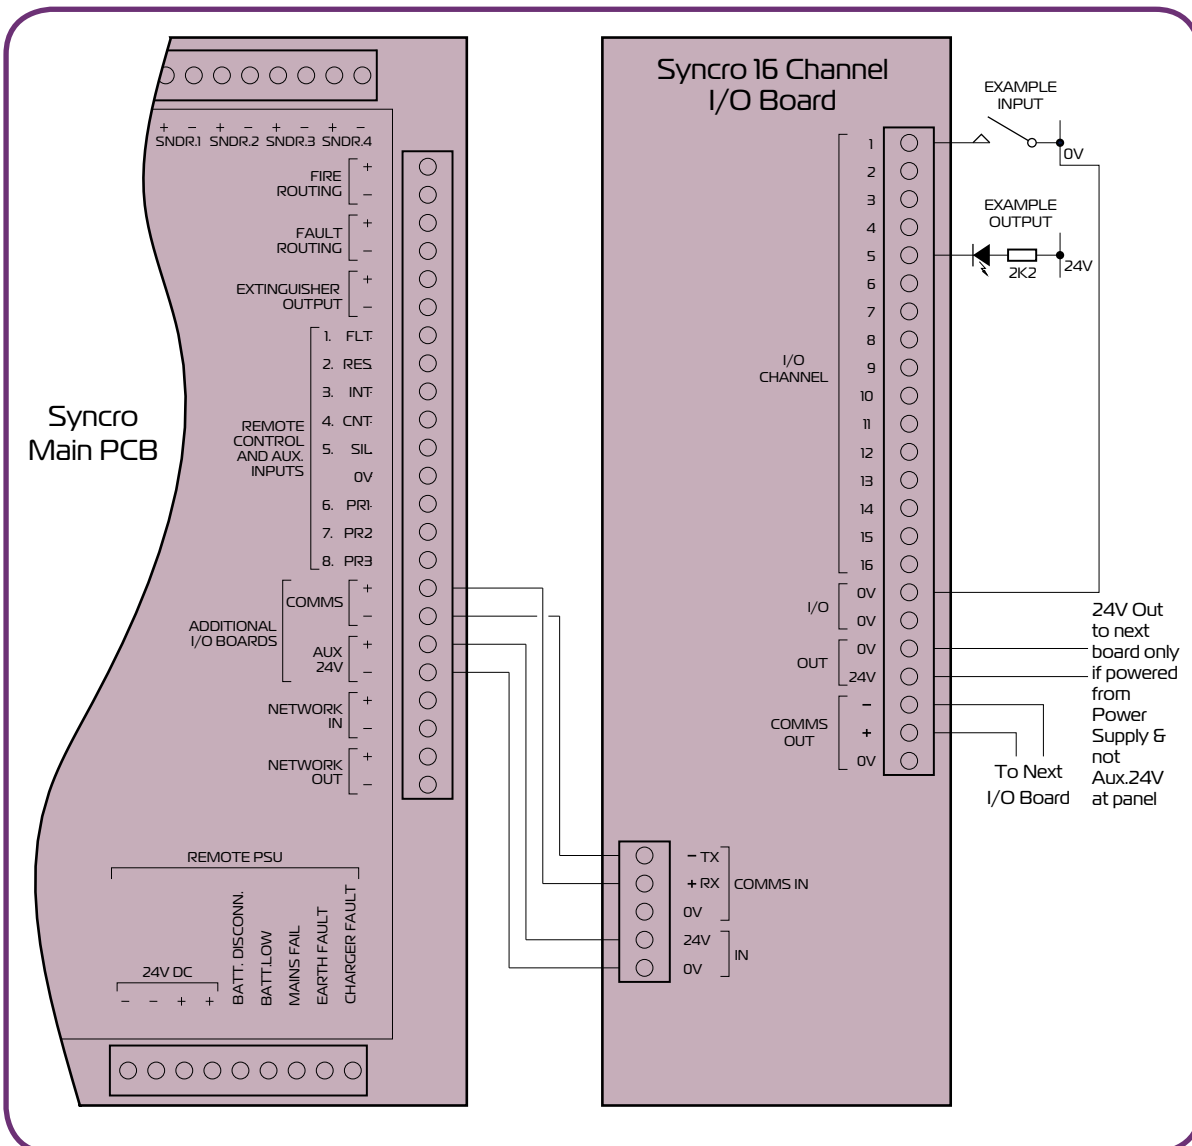 + − + − + − + −
SNDR.1 SNDR.2 SNDR.3 SNDR.4
FIRE
ROUTING
+
−
FAULT
ROUTING
+
−
EXTINGUISHER
OUTPUT
+
−
REMOTE
CONTROL
AND AUX.
INPUTS
1. FLT
2. RES.
3. INT
4. CNT
5. SIL
0V
6. PR1
7. PR2
8. PR3
ADDITIONAL
I/O BOARDS
COMMS
+
−
AUX
24V
+
−
NETWORK
IN
+
−
NETWORK
OUT
+
−
Syncro
Main PCB
REMOTE PSU
24V DC
− − + +
BATT. DISCONN.
BATT.LOW
MAINS FAIL
EARTH FAULT
CHARGER FAULT
Syncro 16 Channel
I/O Board
I/O
CHANNEL
1
2
3
4
5
6
7
8
9
10
11
12
13
14
15
16
I/O
0V
0V
OUT
0V
24V
COMMS
OUT
−
+
0V
− TX
+ RX
0V
COMMS IN
24V
0V
IN
EXAMPLE
INPUT
0V
EXAMPLE
OUTPUT
2K2
24V
24V Out
to next
board only
if powered
from
Power
Supply &
not
Aux.24V
at panel
To Next
I/O Board